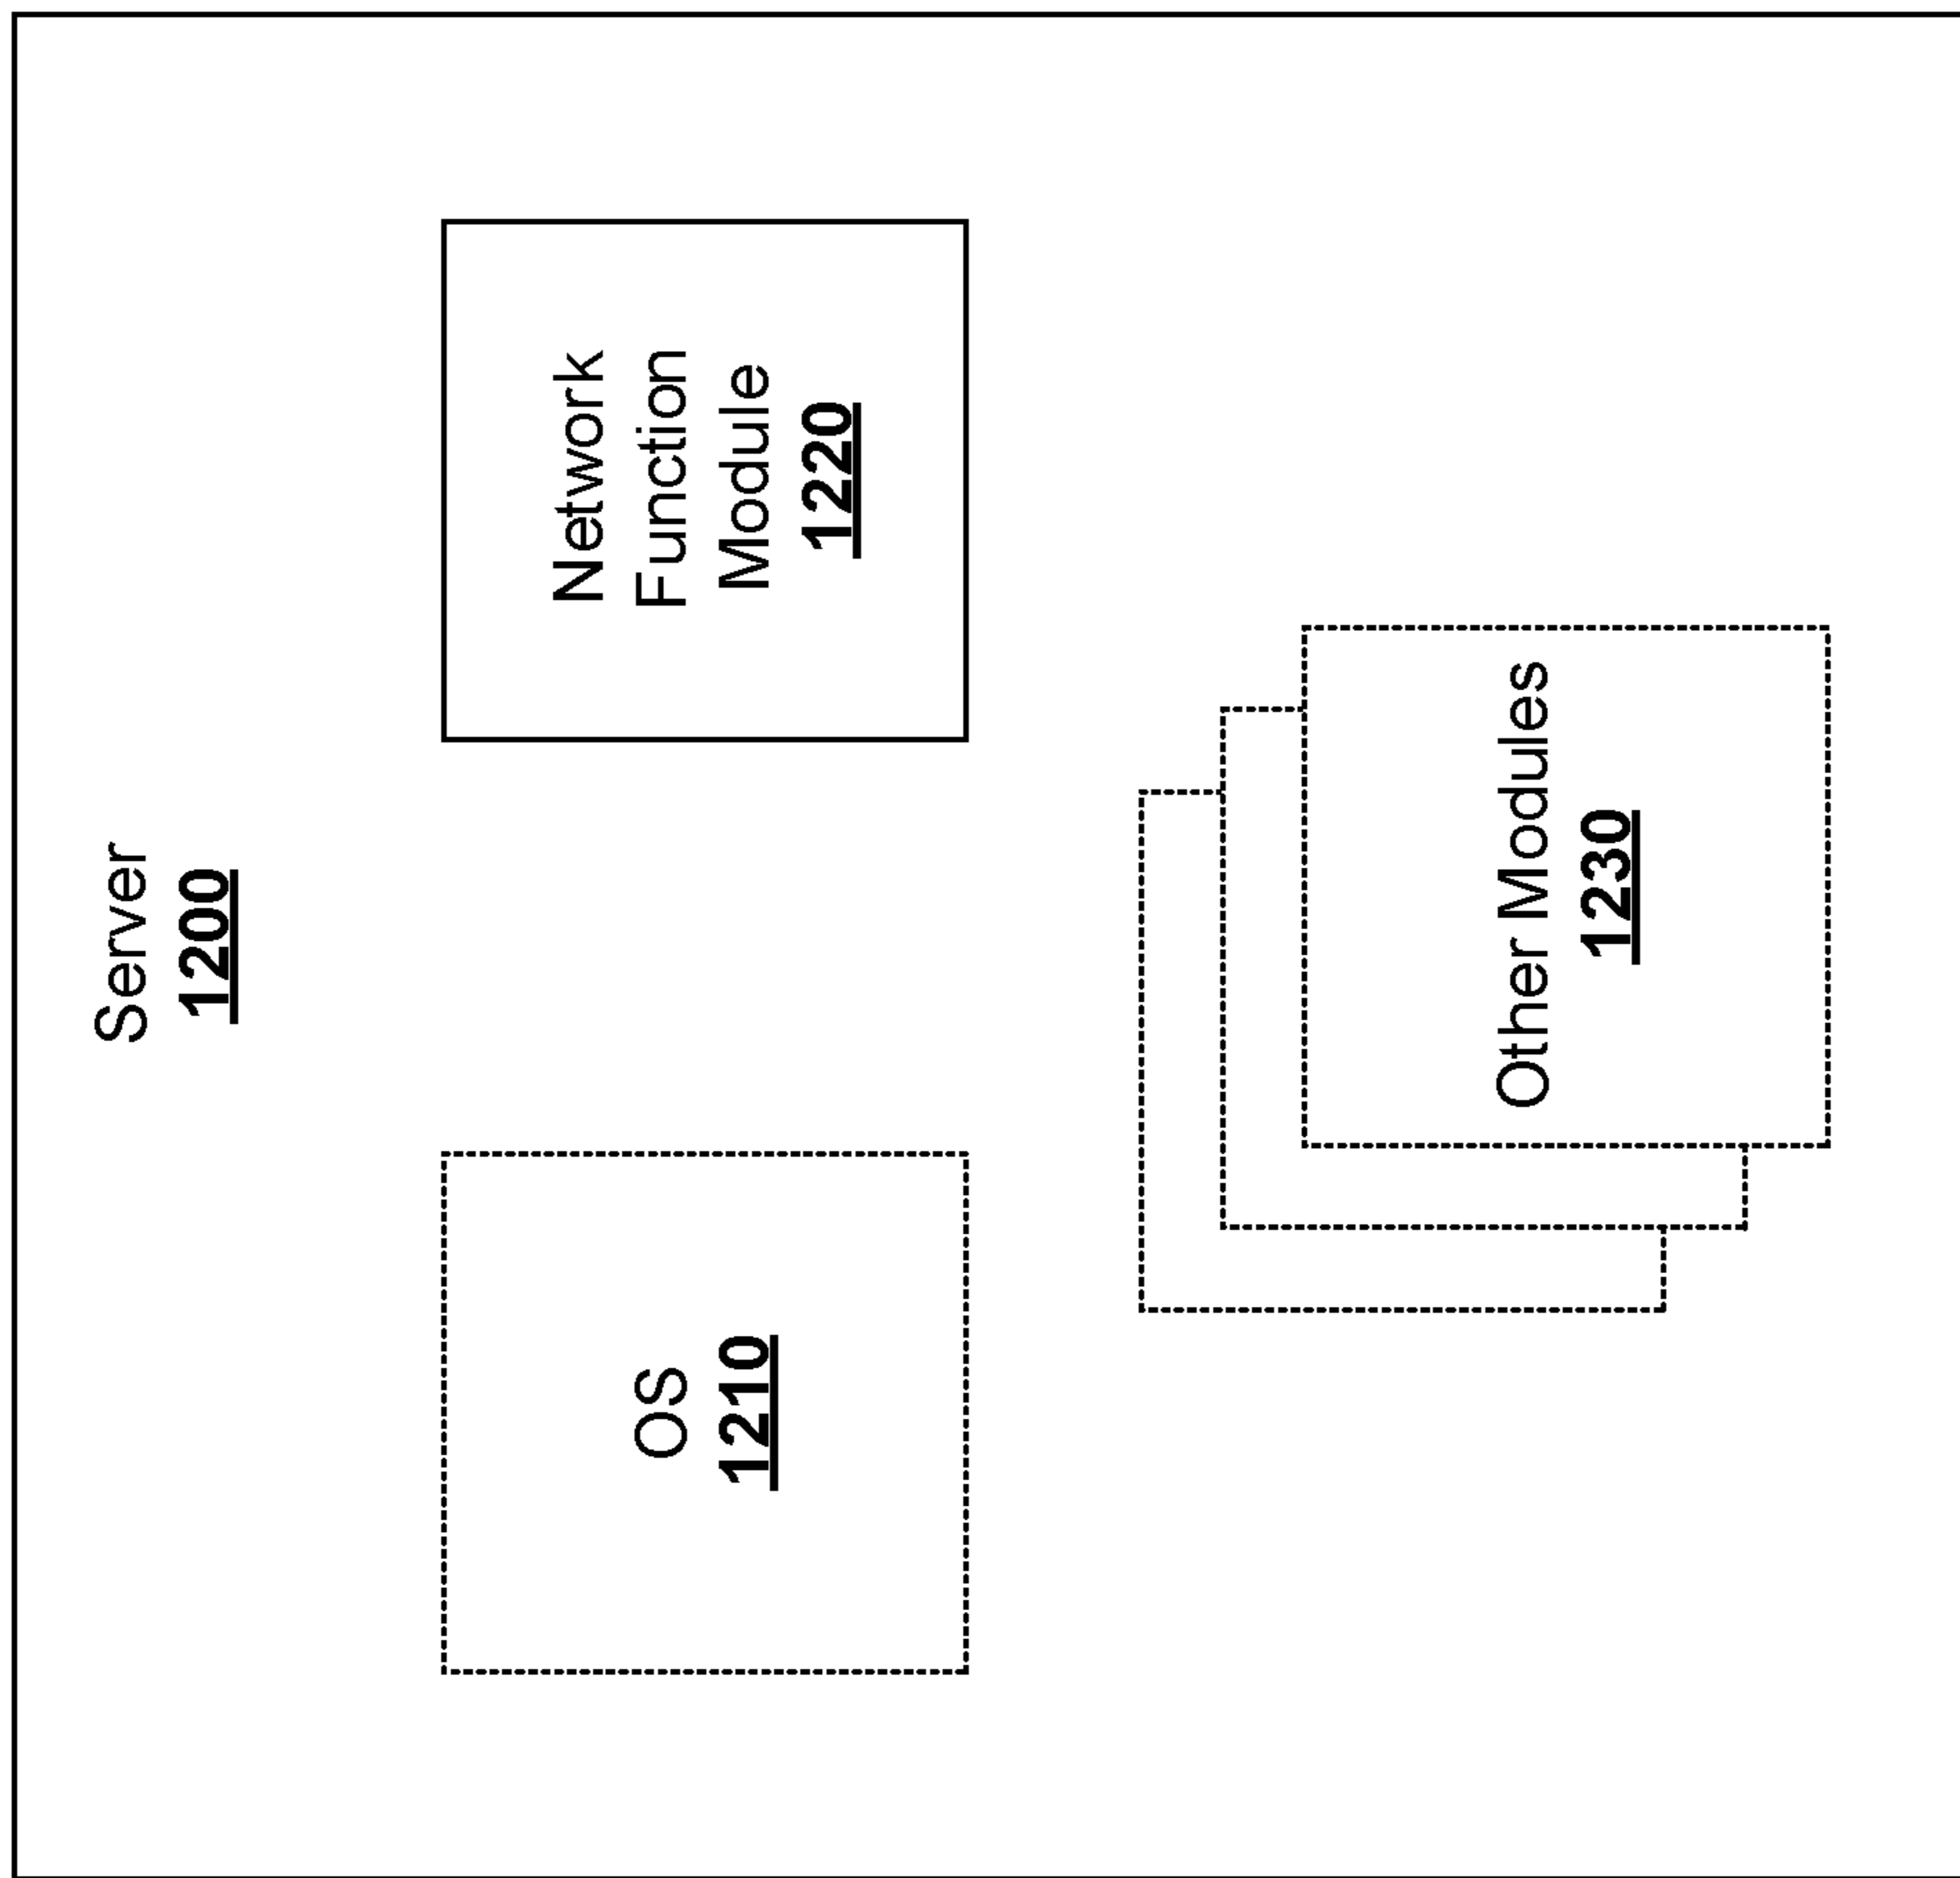 Server
1200
OS
1210
Network
Function
Module
1220
Other Modules
1230